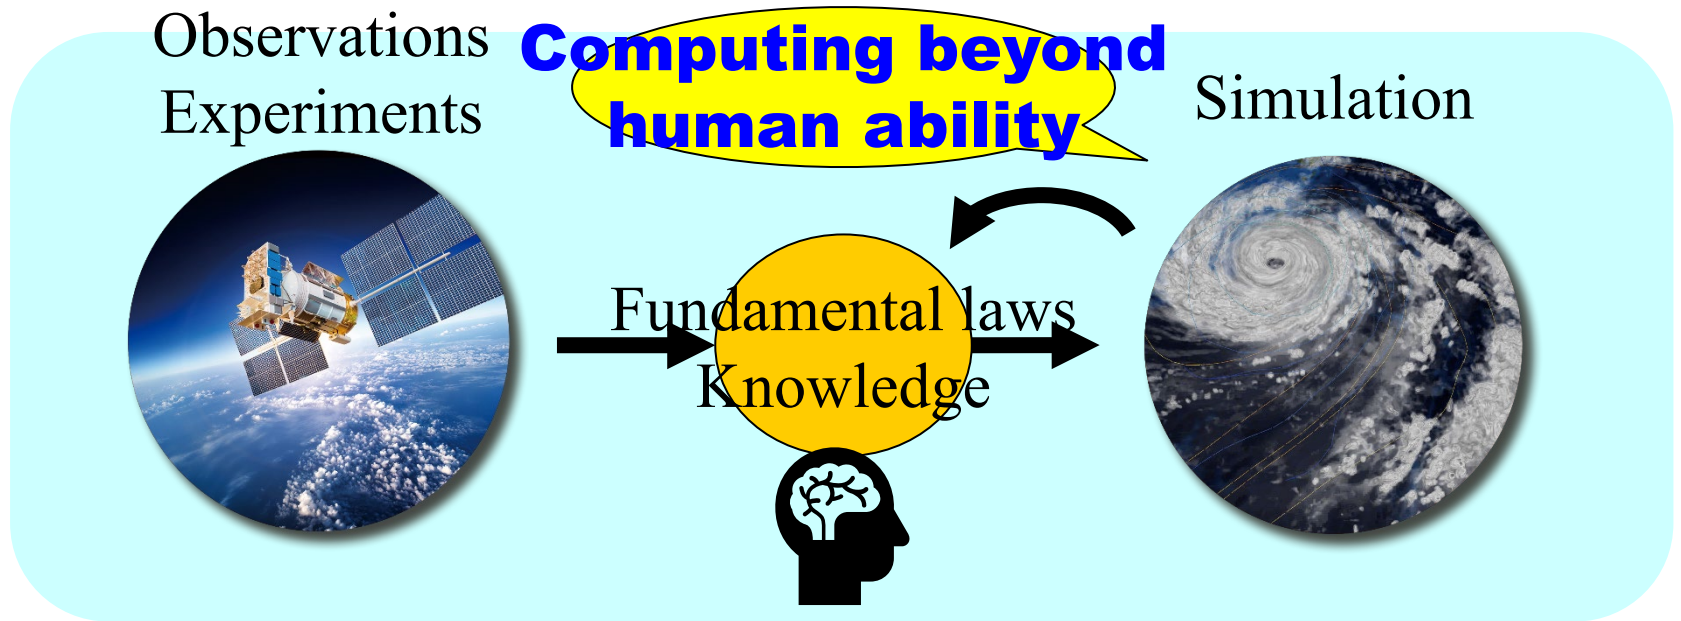 Observations
Experiments
Computing beyond
human ability
Simulation
Fundamental laws
Knowledge